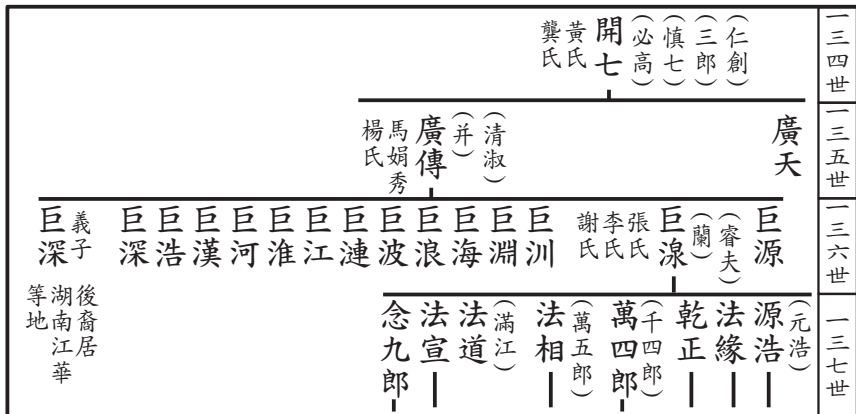 一三四世
（仁創）
（三郎）
（慎七）
（必高）
開七
黃氏
龔氏
一三五世
廣天
（清淑）
（并）
廣傳
馬娟秀
楊氏
一三六世
巨源
（睿夫）
（蘭）
巨湶
張氏
李氏
謝氏
巨汌
巨淵
巨海
巨浪
巨波
巨漣
巨江
巨淮
巨河
巨漢
巨浩
巨深
義子
巨深
後裔居
湖南江華
等地
一三七世
（元浩）
源浩
法緣
乾正
（千四郎）
萬四郎
（萬五郎）
法相
（滿江）
法道
法宣
念九郎